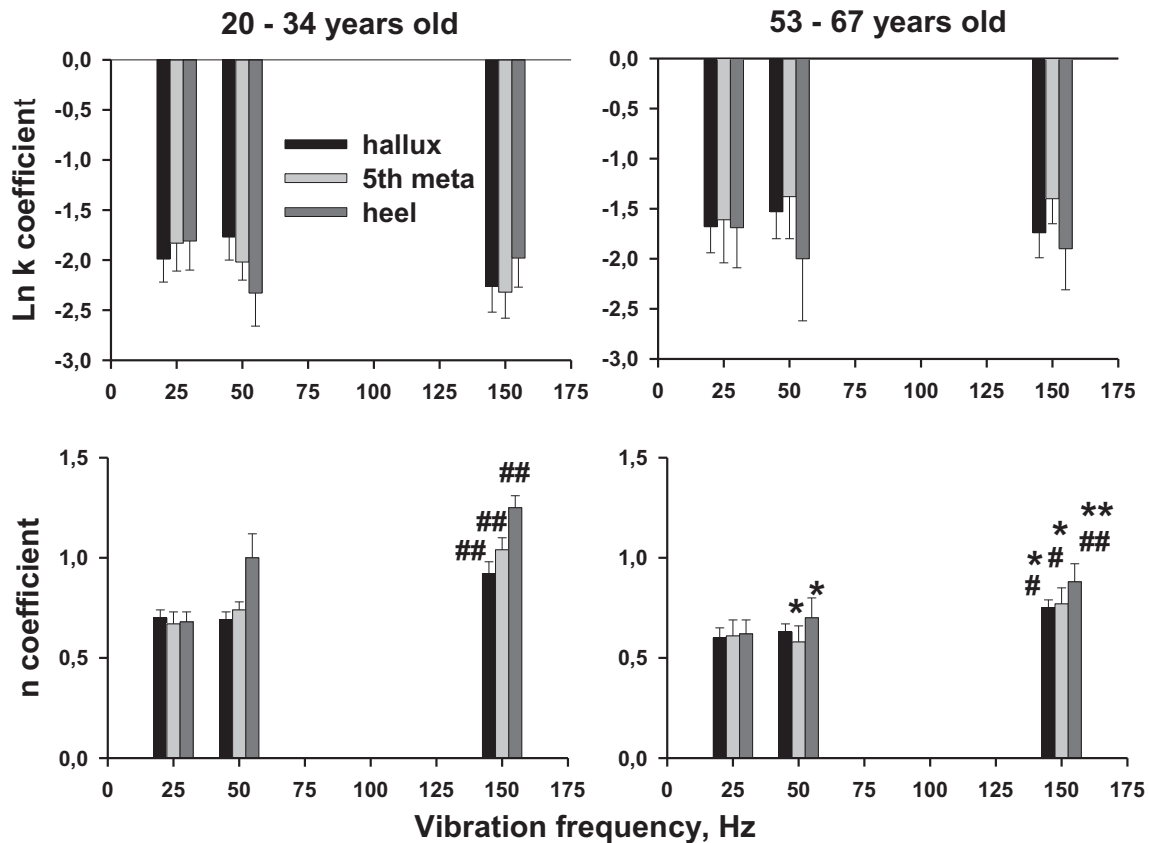 20 - 34 years old
53 - 67 years old
Ln k coefficient
0,0
-0,5
-1,0
-1,5
-2,0
-2,5
-3,0
hallux
5th meta
heel
0 25 50 75 100 125 150 175
0,0
-0,5
-1,0
-1,5
-2,0
-2,5
-3,0
0 25 50 75 100 125 150 175
n coefficient
1,5
1,0
0,5
0,0
##
##
##
0 25 50 75 100 125 150 175
1,5
1,0
0,5
0,0
* *
* #
* #
** ##
0 25 50 75 100 125 150 175
Vibration frequency, Hz